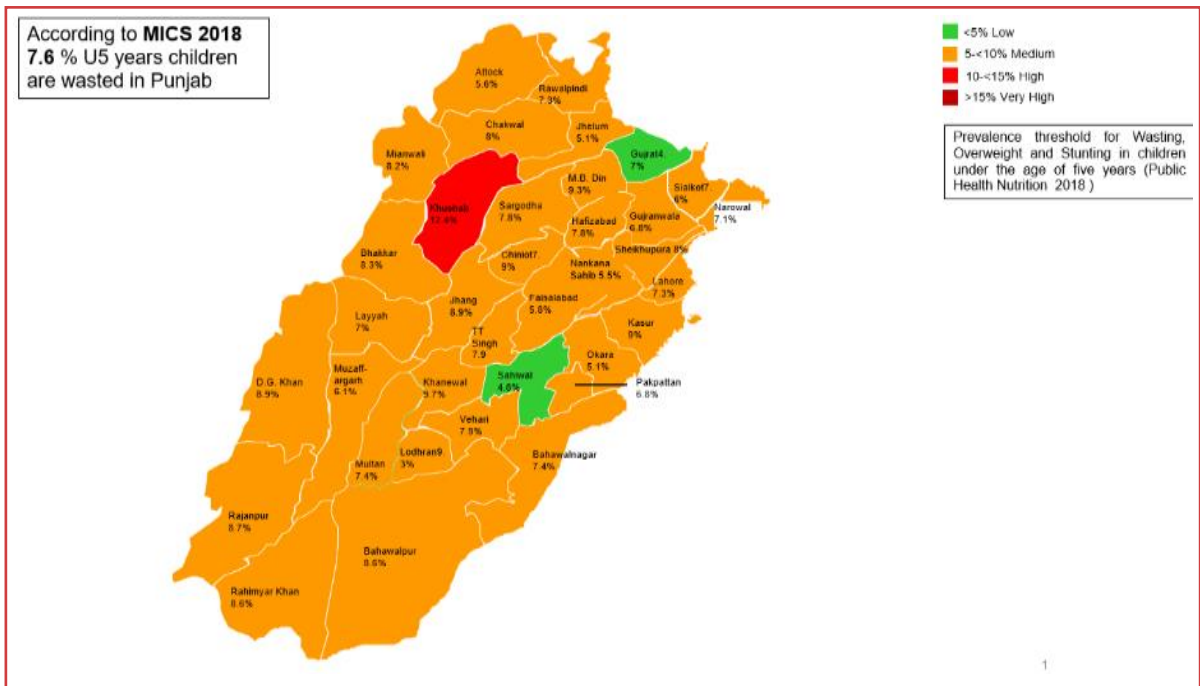 According to MICS 2018
7.6 % U5 years children
are wasted in Punjab
<5% Low
5-<10% Medium
10-<15% High
>15% Very High
Prevalence threshold for Wasting,
Overweight and Stunting in children
under the age of five years (Public
Health Nutrition 2018 )
Attock
5.6%
Rawalpindi
7.3%
Chakwal
8%
Jhelum
5.1%
Gujrat4.
7%
Mianwali
8.2%
M.B. Din
9.3%
Sialkot7.
6%
Narowal
7.1%
Khushab
Sargodha
7.8%
Hafizabad
7.8%
Gujranwala
6.8%
Sheikhupura 8%
Bhakkar
8.3%
Chiniot7.
9%
Nankana
Sahib 5.5%
Lahore
7.3%
Jhang
8.9%
Faisalabad
5.8%
Layyah
7%
TT
Singh
7.9
Kasur
9%
Okara
5.1%
D.G. Khan
8.9%
Muzaff-
argarh
6.1%
Khanewal
9.7%
Sahiwal
4.8%
Pakpattan
6.8%
Vehari
Lodhran9.
3%
Multan
7.4%
Bahawalnagar
7.4%
Rajanpur
8.7%
Bahawalpur
8.6%
Rahimyar Khan
8.6%
1